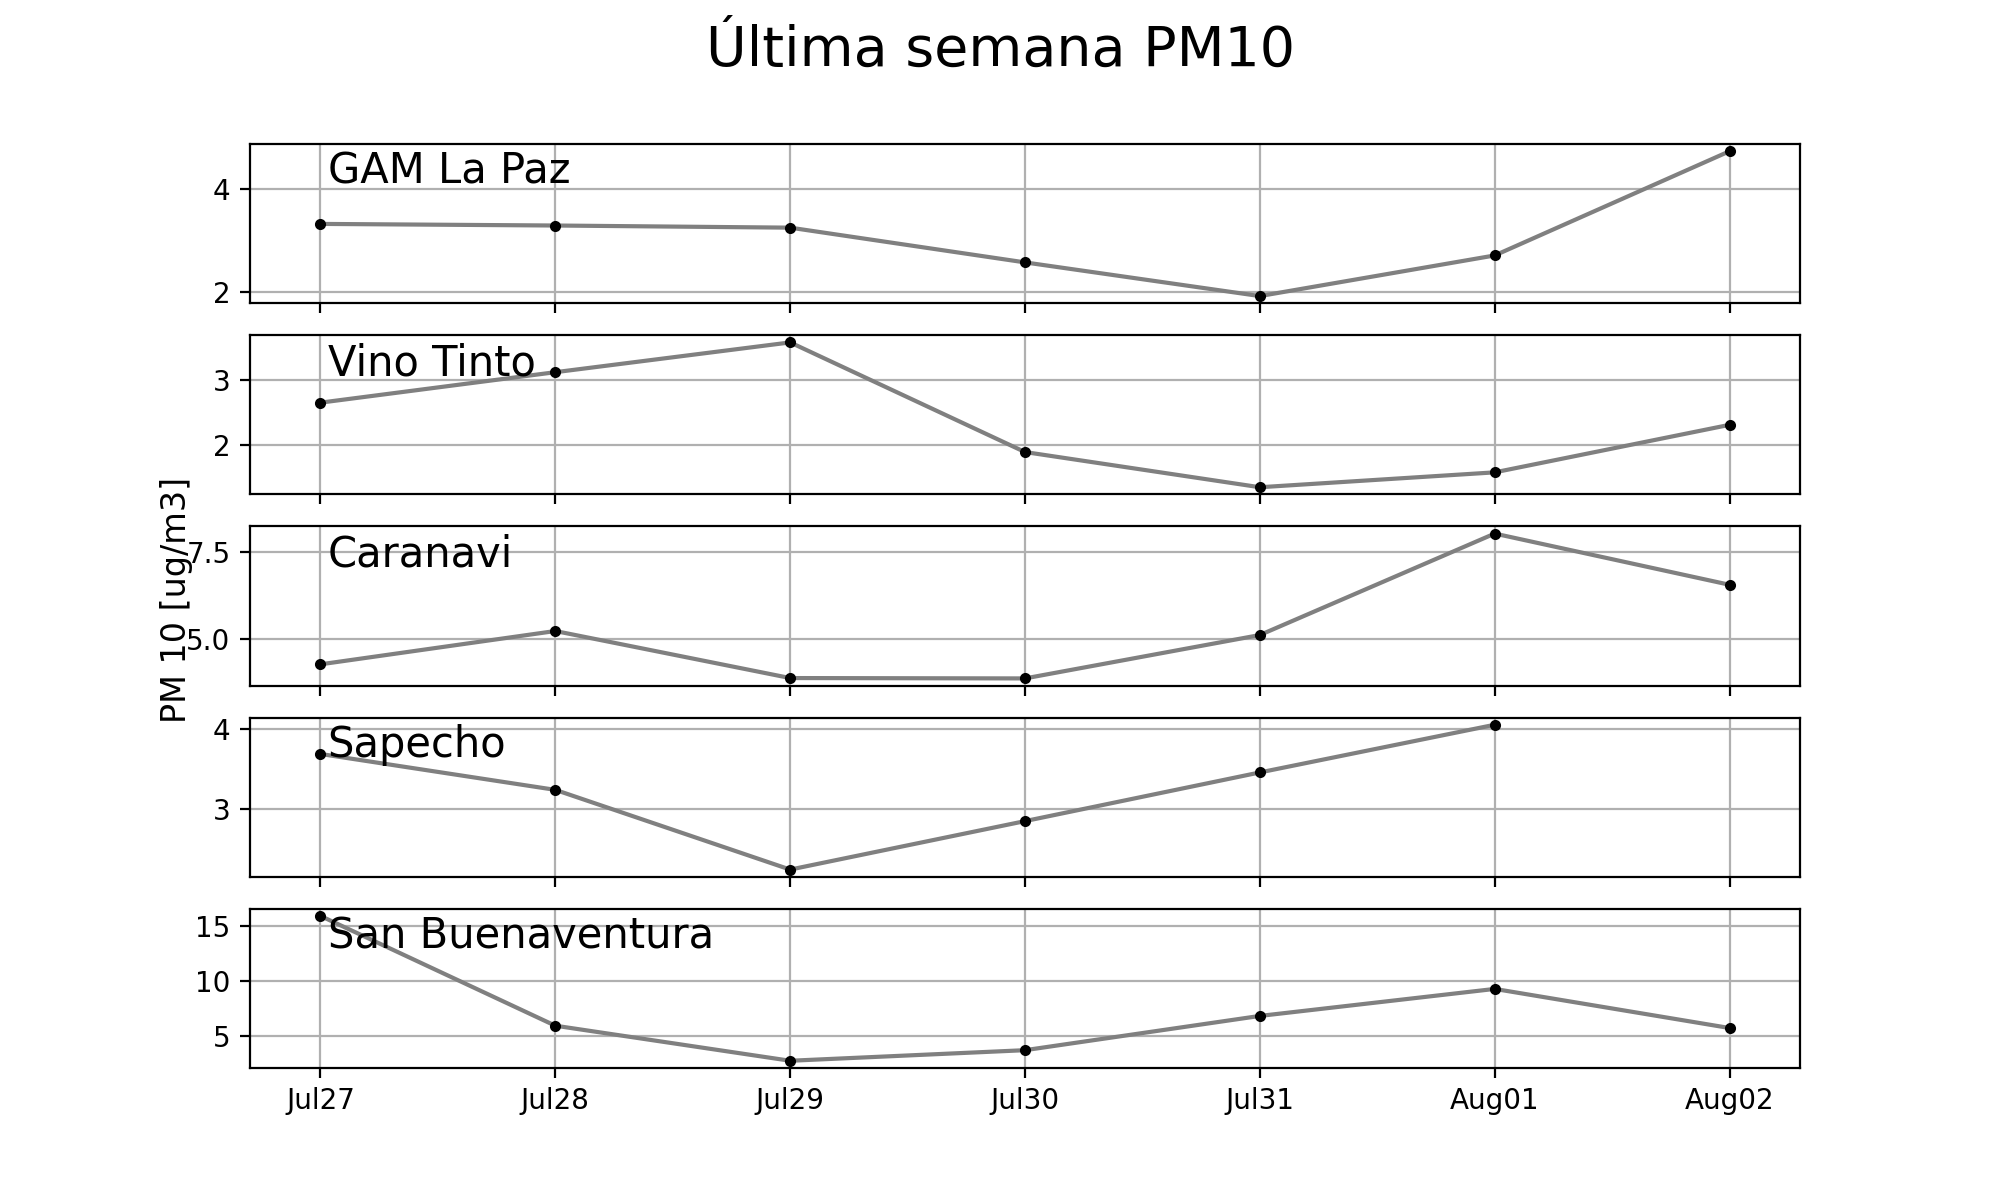 Última semana PM10
GAM La Paz
4
2
Vino Tinto
3
2
PM 10 [ug/m3]
Caranavi
7.5
5.0
Sapecho
4
3
San Buenaventura
15
10
5
Jul27 Jul28 Jul29 Jul30 Jul31 Aug01 Aug02